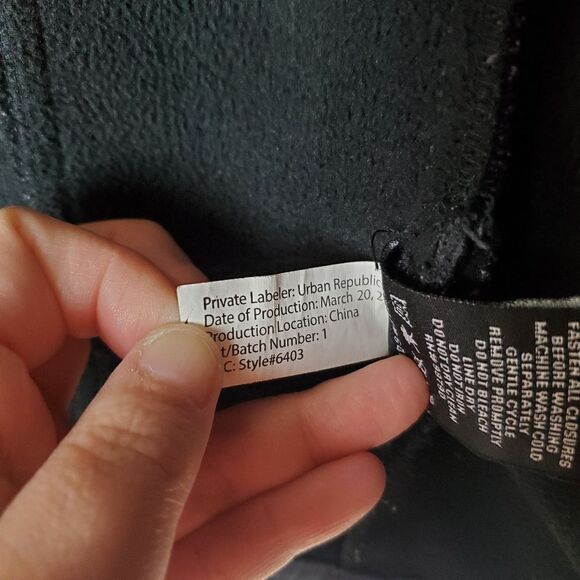 Private Labeler: Urban Republic
Date of Production: March 20, 2
Production Location: China
t/Batch Number: 1
C: Style#6403
FASTEN ALL CLOSURES
BEFORE WASHING
MACHINE WASH COLD
SEPARATELY
GENTLE CYCLE
DO NOT BLEACH
REMOVE PROMPTLY
LINE DRY
DO NOT IRON
DO NOT DRY CLEAN